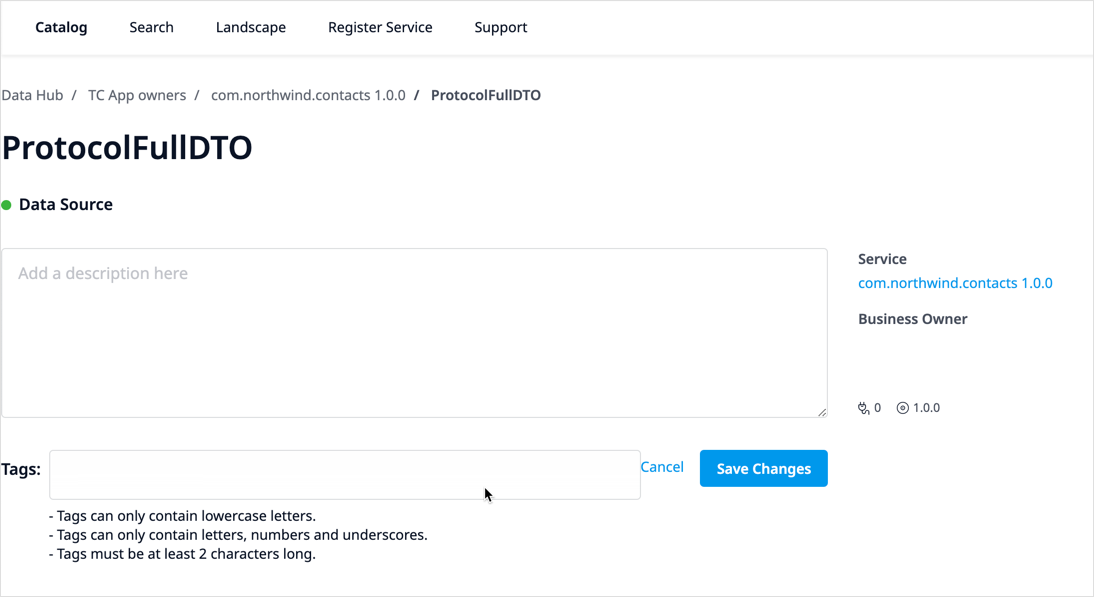 Catalog Search Landscape Register Service Support
Data Hub / TC App owners / com.northwind.contacts 1.0.0 / ProtocolFullDTO
ProtocolFullDTO
Data Source
Add a description here
Service
com.northwind.contacts 1.0.0
Business Owner
0 1.0.0
Tags: Cancel Save Changes
- Tags can only contain lowercase letters.
- Tags can only contain letters, numbers and underscores.
- Tags must be at least 2 characters long.